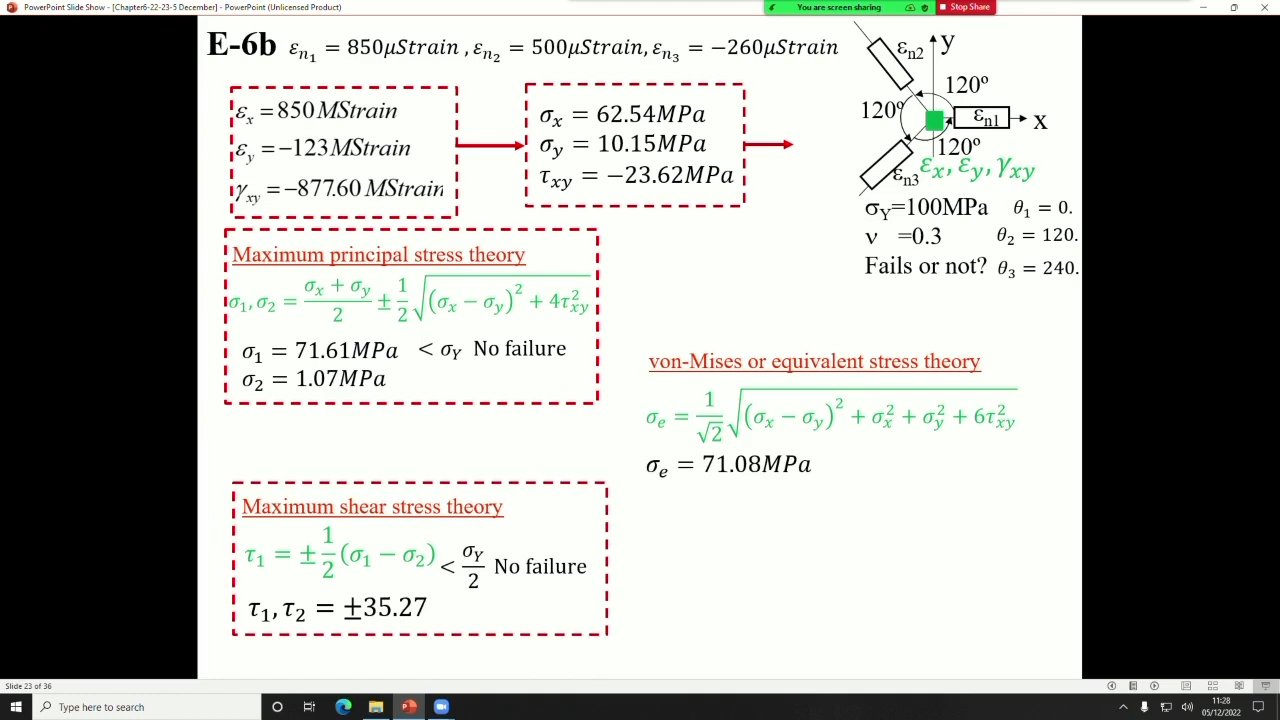 PowerPoint Slide Show - [Chapter6-22-23-5 December] - PowerPoint (Unlicensed Product)
You are screen sharing
Stop Share
E-6b εn1 = 850μStrain , εn2 = 500μStrain, εn3 = −260μStrain
εx = 850 MStrain
εy = −123 MStrain
γxy = −877.60 MStrain
σx = 62.54MPa
σy = 10.15MPa
τxy = −23.62MPa
εn2
y
120º
120º
εn1
x
120º
εn3
εx, εy, γxy
σY=100MPa θ1 = 0.
ν =0.3 θ2 = 120.
Fails or not? θ3 = 240.
Maximum principal stress theory
σ1, σ2 = (σx + σy)/2 ± 1/2 √((σx − σy)² + 4τ²xy)
σ1 = 71.61MPa < σY No failure
σ2 = 1.07MPa
von-Mises or equivalent stress theory
σe = 1/√2 √((σx − σy)² + σx² + σy² + 6τ²xy)
σe = 71.08MPa
Maximum shear stress theory
τ1 = ± 1/2 (σ1 − σ2) < σY/2 No failure
τ1, τ2 = ±35.27
Slide 23 of 36
Type here to search
11:28
05/12/2022